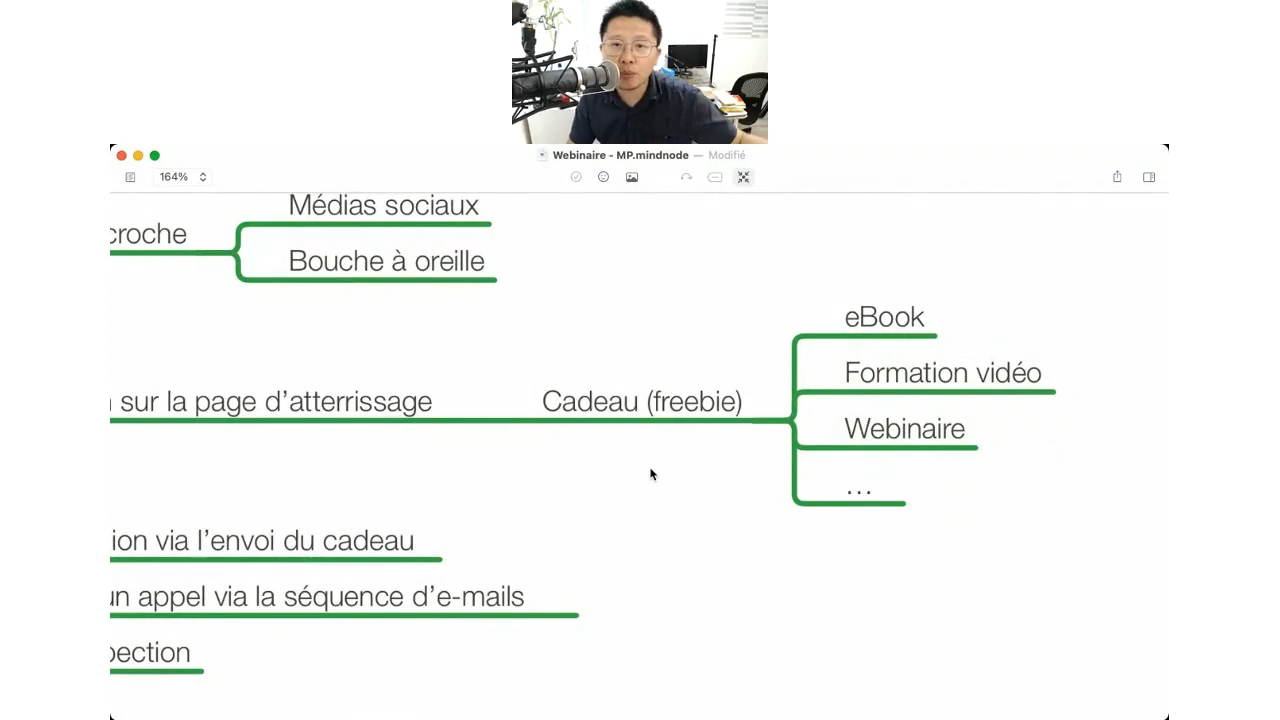 Webinaire - MP.mindnode — Modifié
164%
Médias sociaux
croche
Bouche à oreille
eBook
Formation vidéo
sur la page d’atterrissage
Cadeau (freebie)
Webinaire
...
ion via l’envoi du cadeau
un appel via la séquence d’e-mails
pection